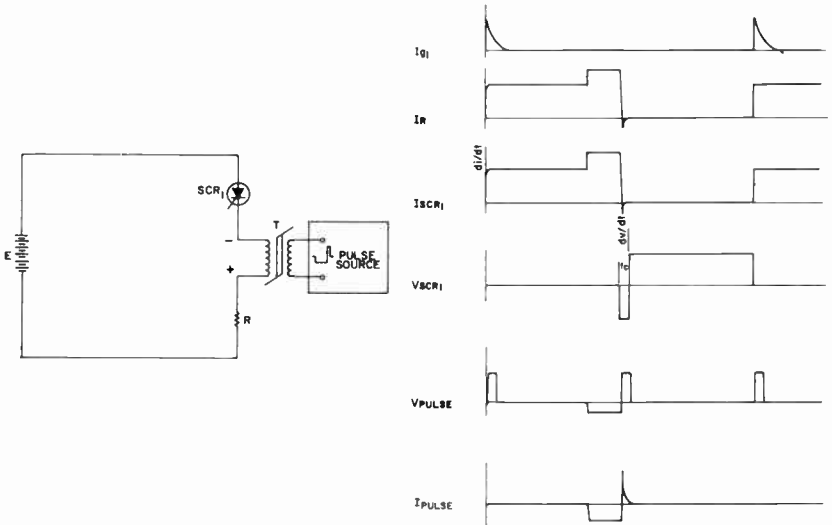 SCR1
E
T
−
+
PULSE
SOURCE
R
Ig1
IR
di/dt
ISCR1
dv/dt
tc
VSCR1
VPULSE
IPULSE